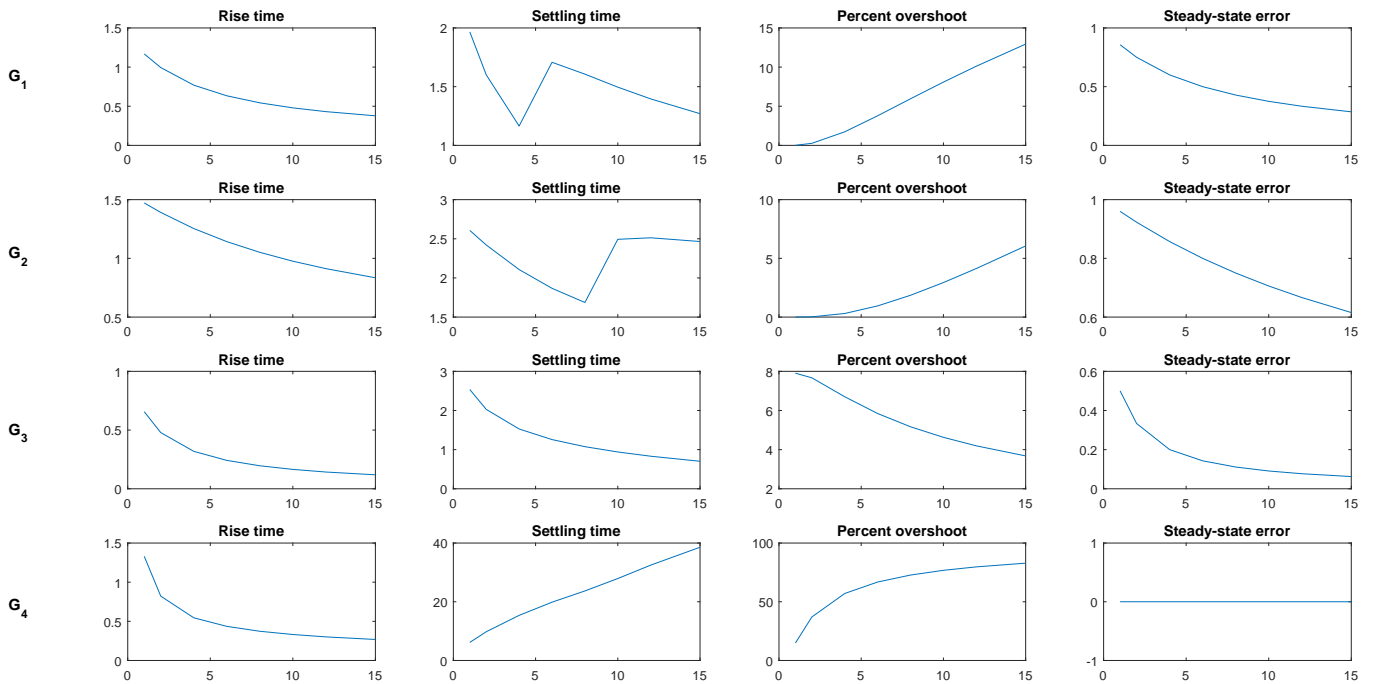 Rise time Settling time Percent overshoot Steady-state error
1.5 2 15 1
1.5 10 0.5
G1 1
0.5 5
0 1 0 0
0 5 10 15 0 5 10 15 0 5 10 15 0 5 10 15
Rise time Settling time Percent overshoot Steady-state error
1.5 3 10 1
2.5
G2 1 5 0.8
2
0.5 1.5 0 0.6
0 5 10 15 0 5 10 15 0 5 10 15 0 5 10 15
Rise time Settling time Percent overshoot Steady-state error
1 3 8 0.6
2 6 0.4
G3 0.5
1 4 0.2
0 0 2 0
0 5 10 15 0 5 10 15 0 5 10 15 0 5 10 15
Rise time Settling time Percent overshoot Steady-state error
1.5 40 100 1
1
G4 20 50 0
0.5
0 0 0 -1
0 5 10 15 0 5 10 15 0 5 10 15 0 5 10 15